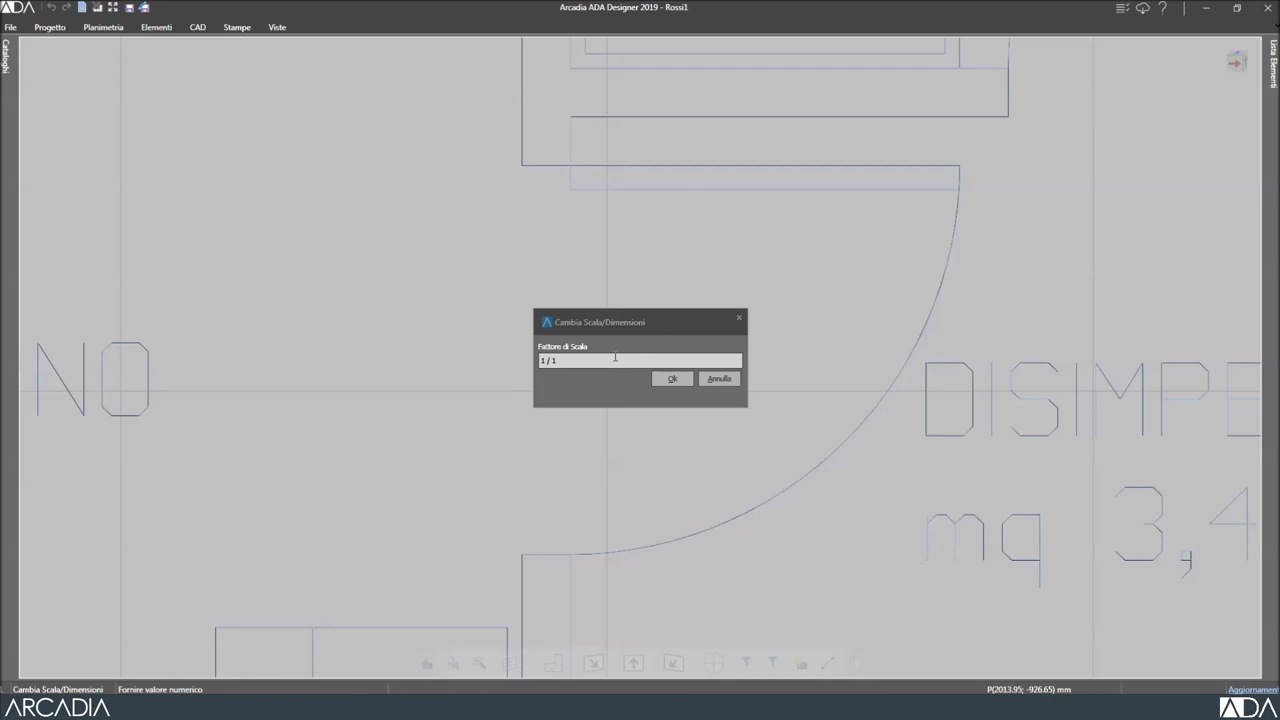 ADA
Arcadia ADA Designer 2019 - Rossi1
File Progetto Planimetria Elementi CAD Stampe Viste
Cataloghi
Lista Elementi
Cambia Scala/Dimensioni
Fattore di Scala
1 / 1
Ok Annulla
NO
DISIMPE
mq 3,4
Cambia Scala/Dimensioni Fornire valore numerico P(2013.95; -926.65) mm Aggiornamen
ARCADIA ADA